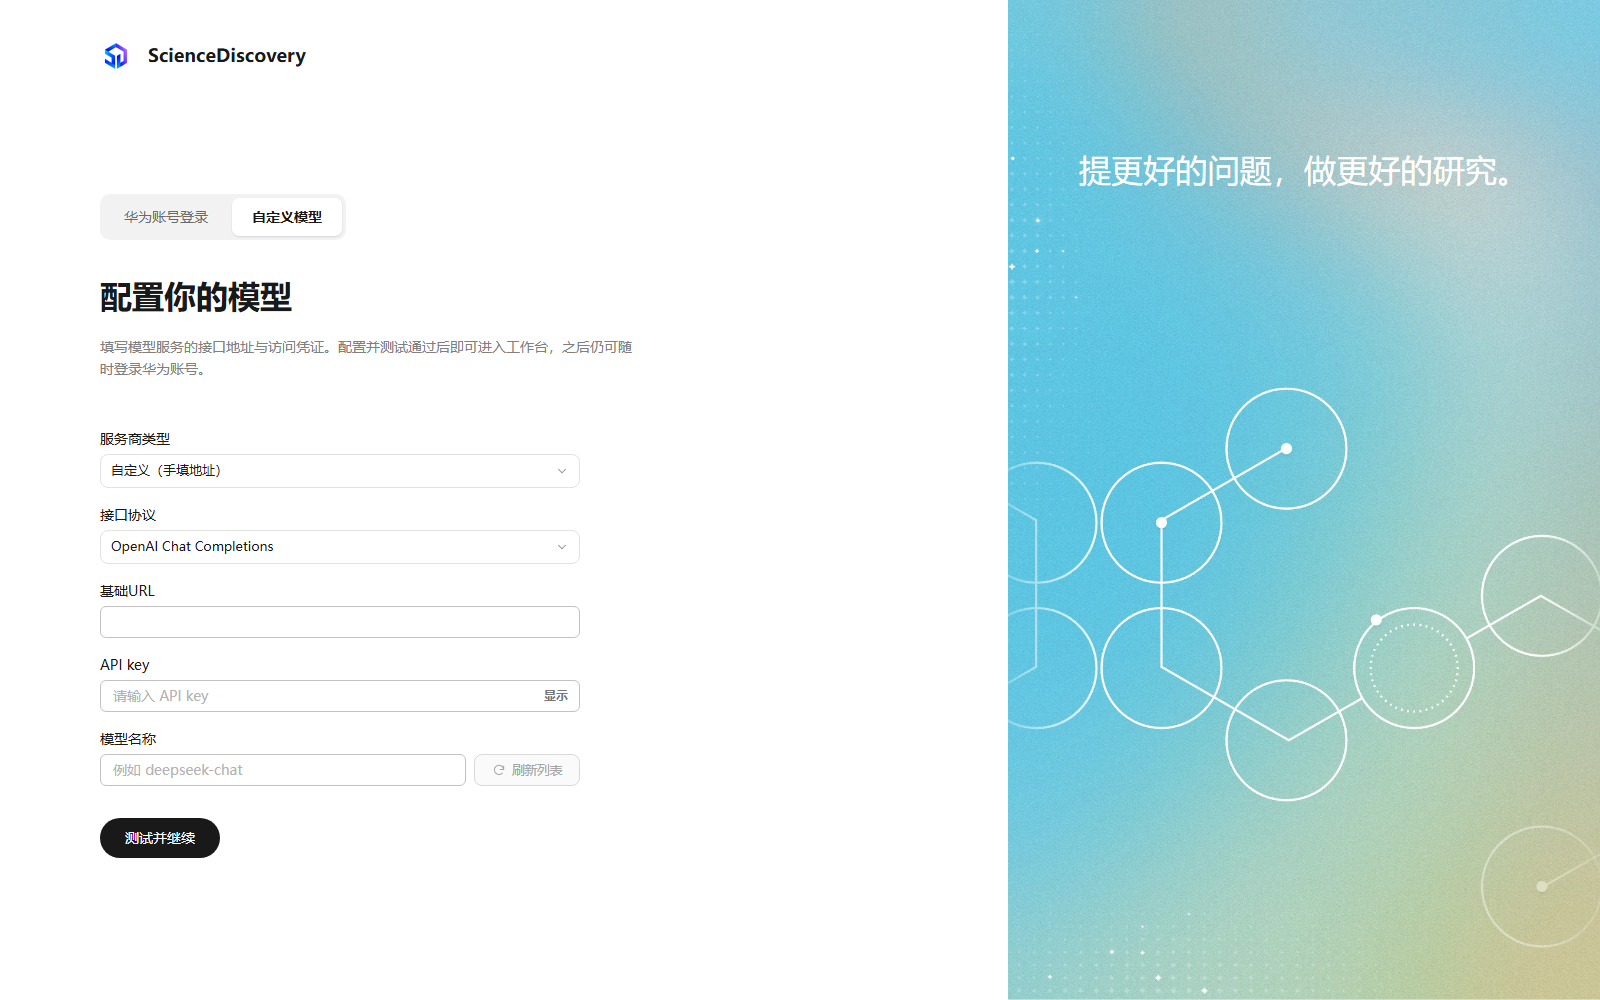 ScienceDiscovery
提更好的问题，做更好的研究。
华为账号登录
自定义模型
配置你的模型
填写模型服务的接口地址与访问凭证。配置并测试通过后即可进入工作台，之后仍可随
时登录华为账号。
服务商类型
自定义（手填地址）
接口协议
OpenAI Chat Completions
基础URL
API key
请输入 API key
显示
模型名称
例如 deepseek-chat
刷新列表
测试并继续